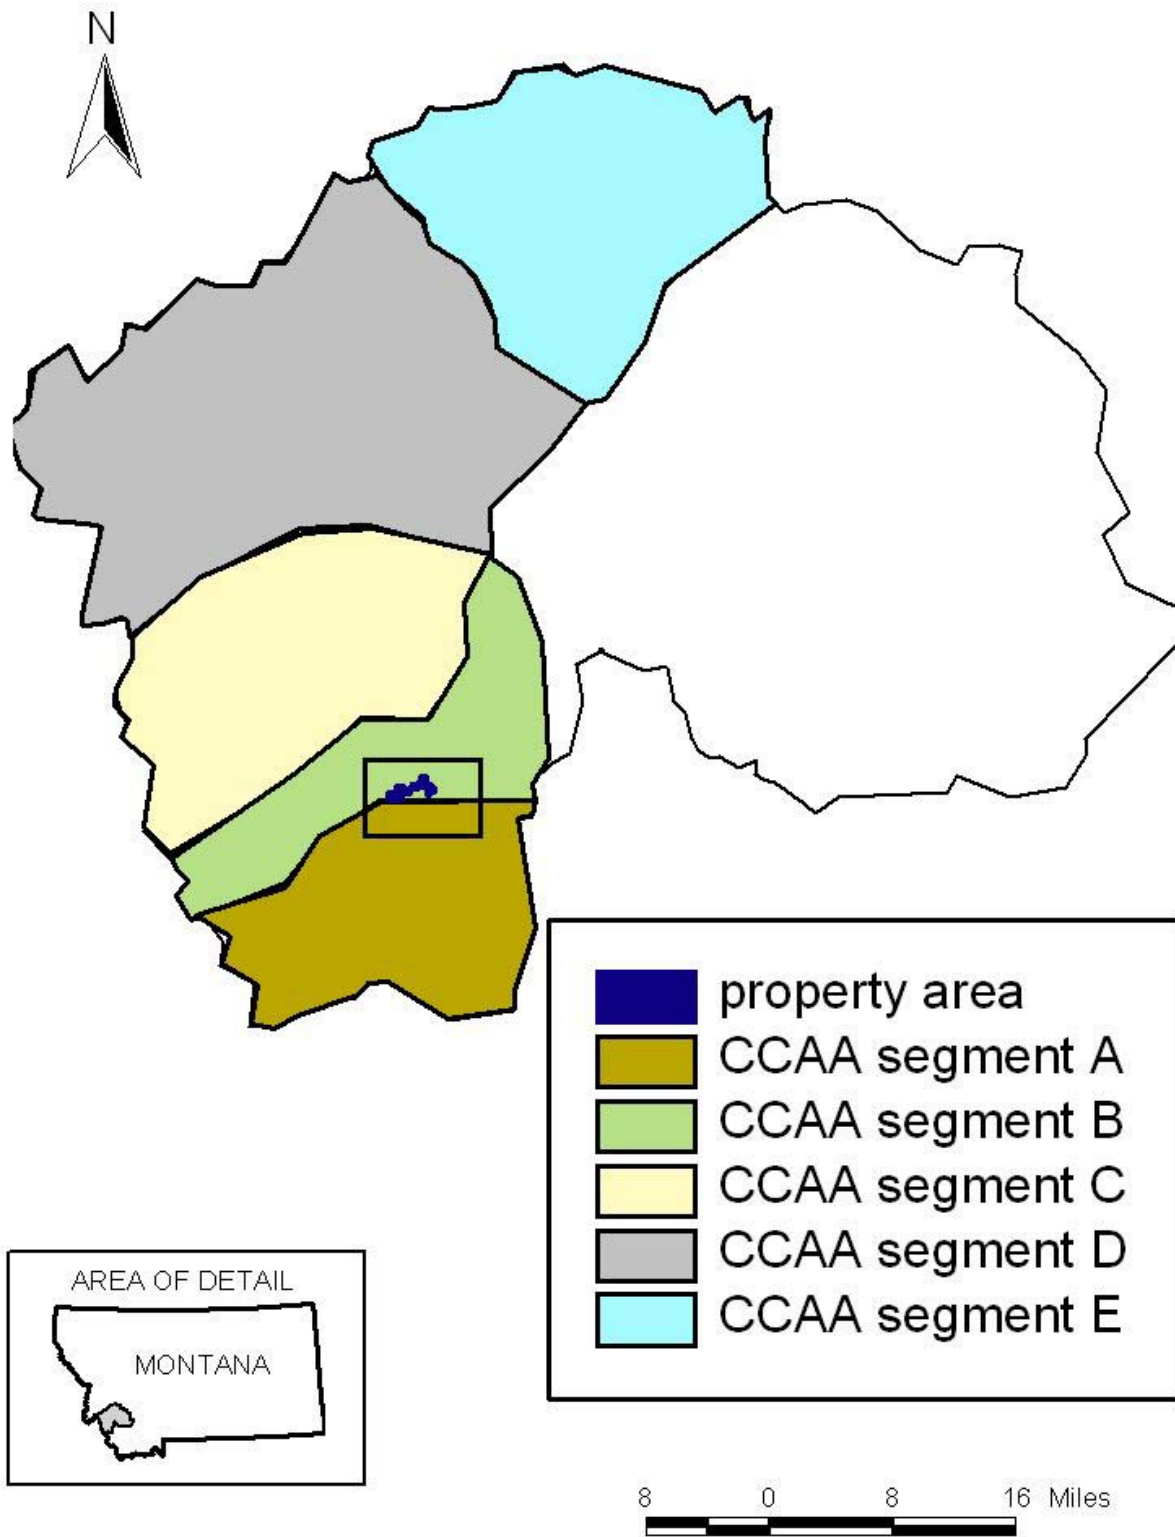 N
property area
CCAA segment A
CCAA segment B
CCAA segment C
CCAA segment D
CCAA segment E
AREA OF DETAIL
MONTANA
8 0 8 16 Miles